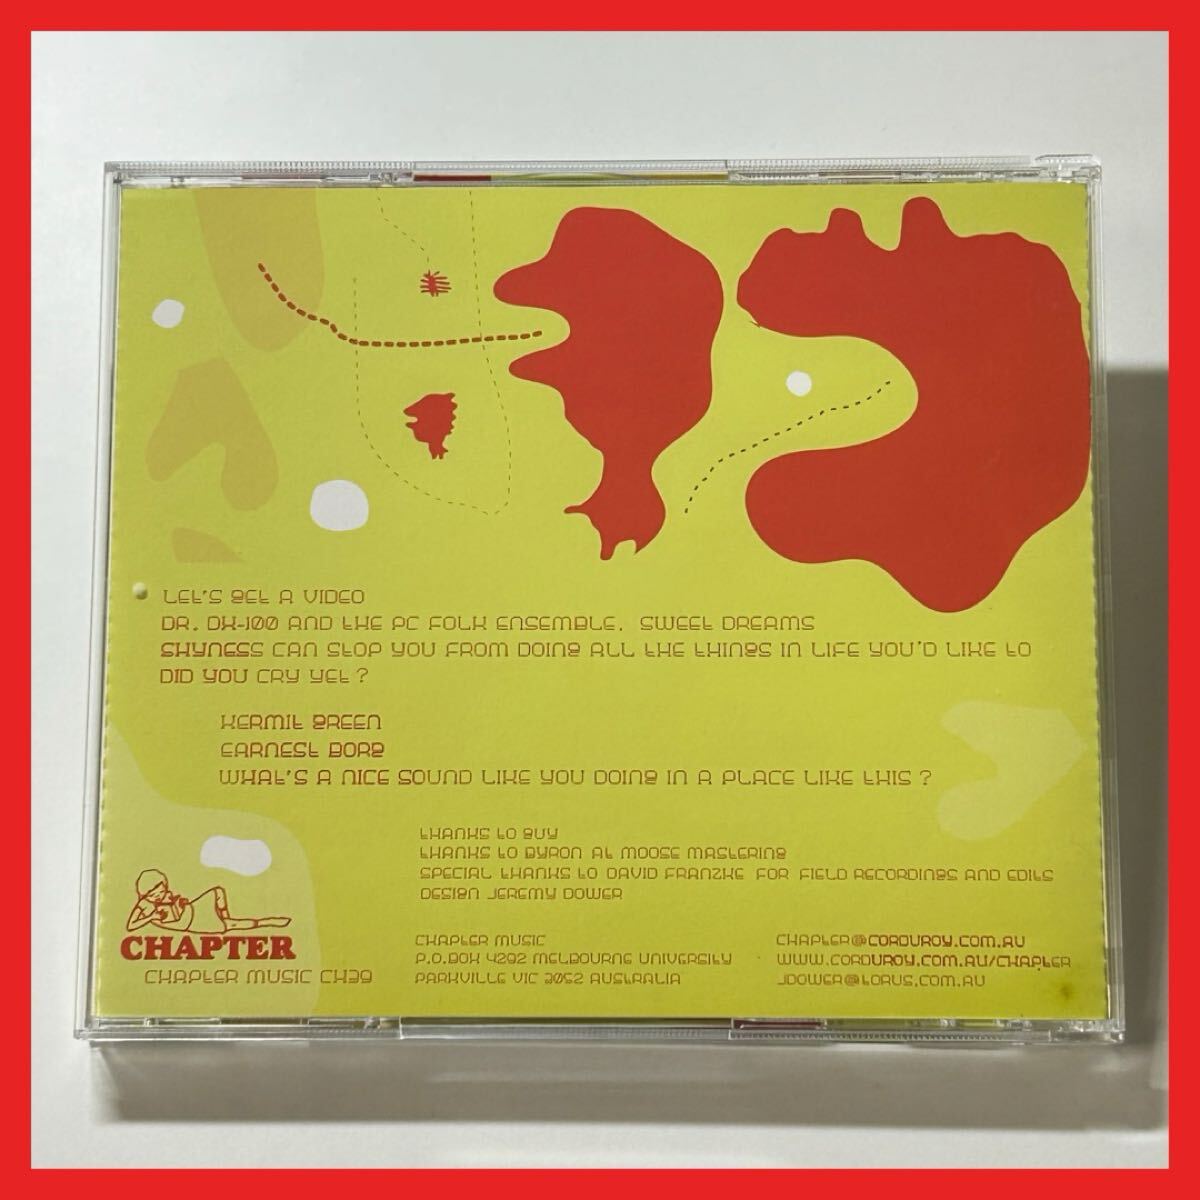 LET'S GET A VIDEO
DR. DX-100 AND THE PC FOLK ENSEMBLE, SWEET DREAMS
SHYNESS CAN STOP YOU FROM DOING ALL THE THINGS IN LIFE YOU'D LIKE TO
DID YOU CRY YET?
KERMIT GREEN
EARNEST BORG
WHAT'S A NICE SOUND LIKE YOU DOING IN A PLACE LIKE THIS?
THANKS TO GUY
THANKS TO BYRON AT MOOSE MASTERING
SPECIAL THANKS TO DAVID FRANZKE FOR FIELD RECORDINGS AND EDITS
DESIGN JEREMY DOWER
CHAPTER
CHAPTER MUSIC CH39
CHAPTER MUSIC
P.O.BOX 4292 MELBOURNE UNIVERSITY
PARKVILLE VIC 3052 AUSTRALIA
CHAPTER@CORDUROY.COM.AU
WWW.CORDUROY.COM.AU/CHAPTER
JDOWER@TORUS.COM.AU